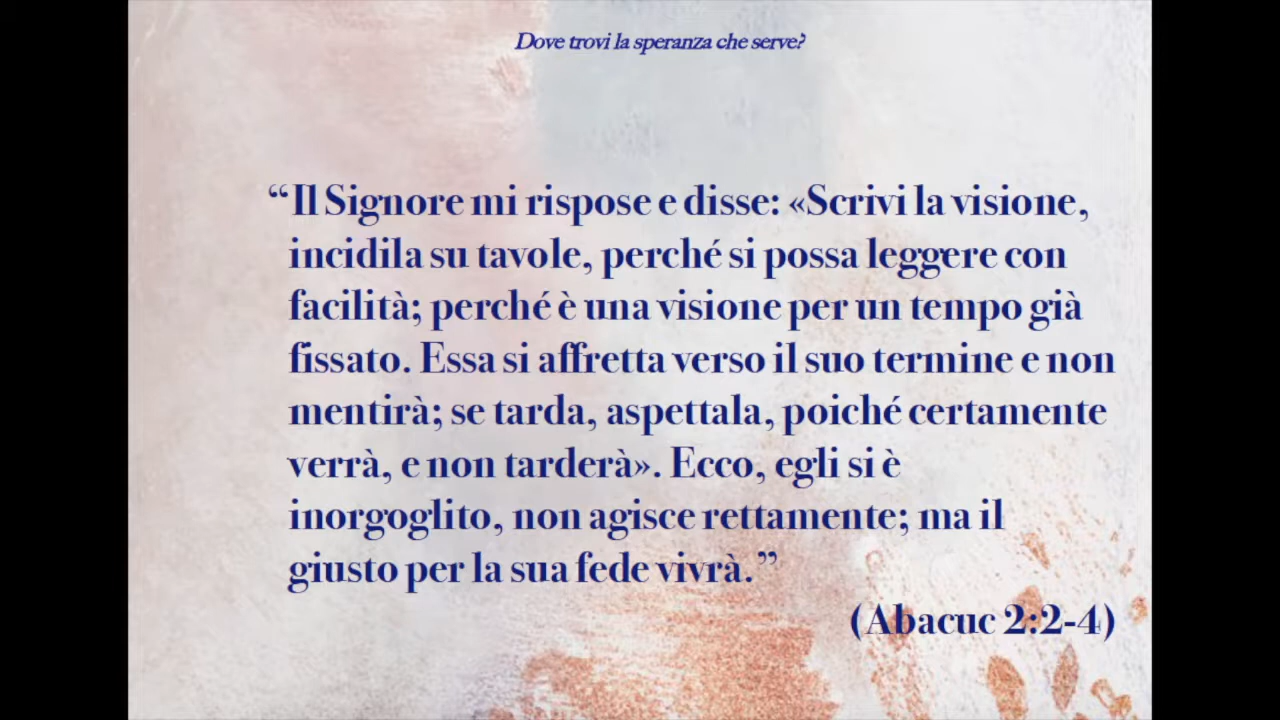 Dove trovi la speranza che serve?
“Il Signore mi rispose e disse: «Scrivi la visione,
incidila su tavole, perché si possa leggere con
facilità; perché è una visione per un tempo già
fissato. Essa si affretta verso il suo termine e non
mentirà; se tarda, aspettala, poiché certamente
verrà, e non tarderà». Ecco, egli si è
inorgoglito, non agisce rettamente; ma il
giusto per la sua fede vivrà.”
(Abacuc 2:2-4)